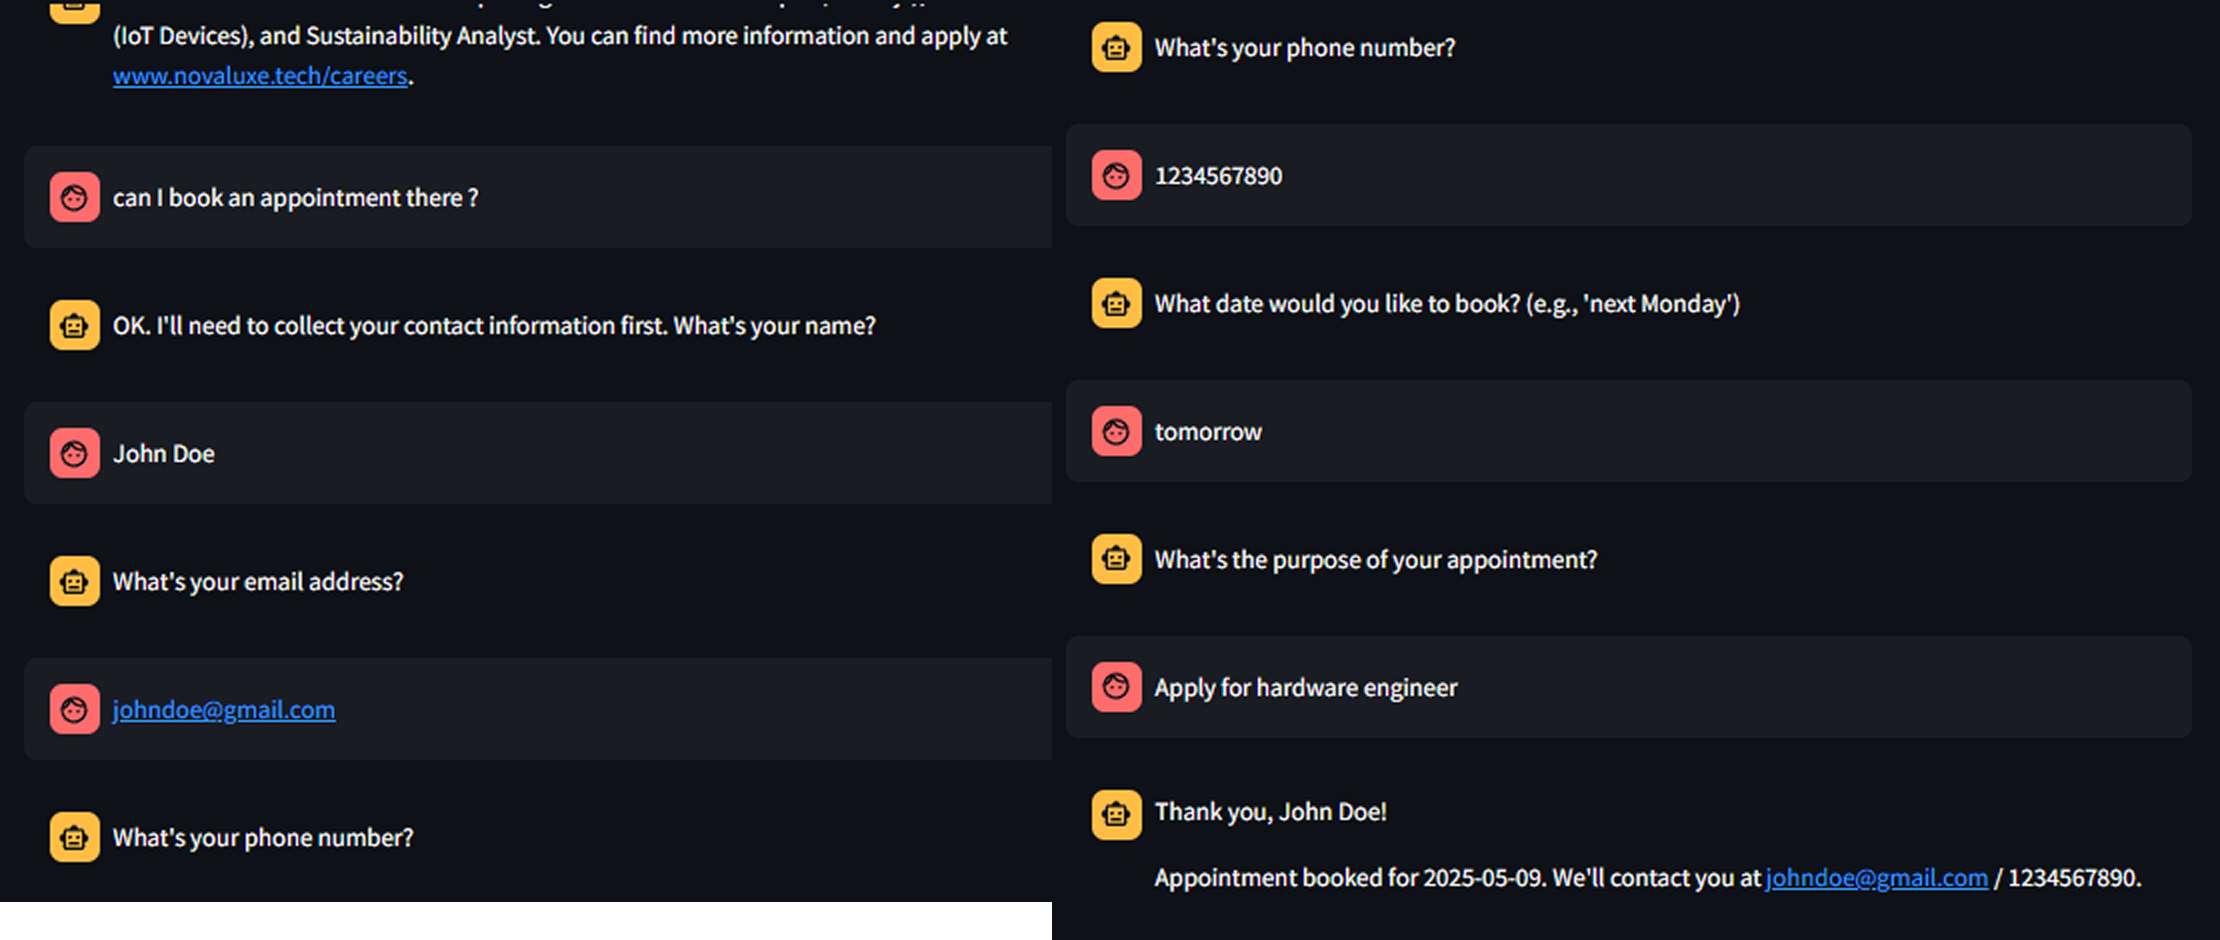 (IoT Devices), and Sustainability Analyst. You can find more information and apply at
www.novaluxe.tech/careers.
can I book an appointment there ?
OK. I'll need to collect your contact information first. What's your name?
John Doe
What's your email address?
johndoe@gmail.com
What's your phone number?
What's your phone number?
1234567890
What date would you like to book? (e.g., 'next Monday')
tomorrow
What's the purpose of your appointment?
Apply for hardware engineer
Thank you, John Doe!
Appointment booked for 2025-05-09. We'll contact you at johndoe@gmail.com / 1234567890.